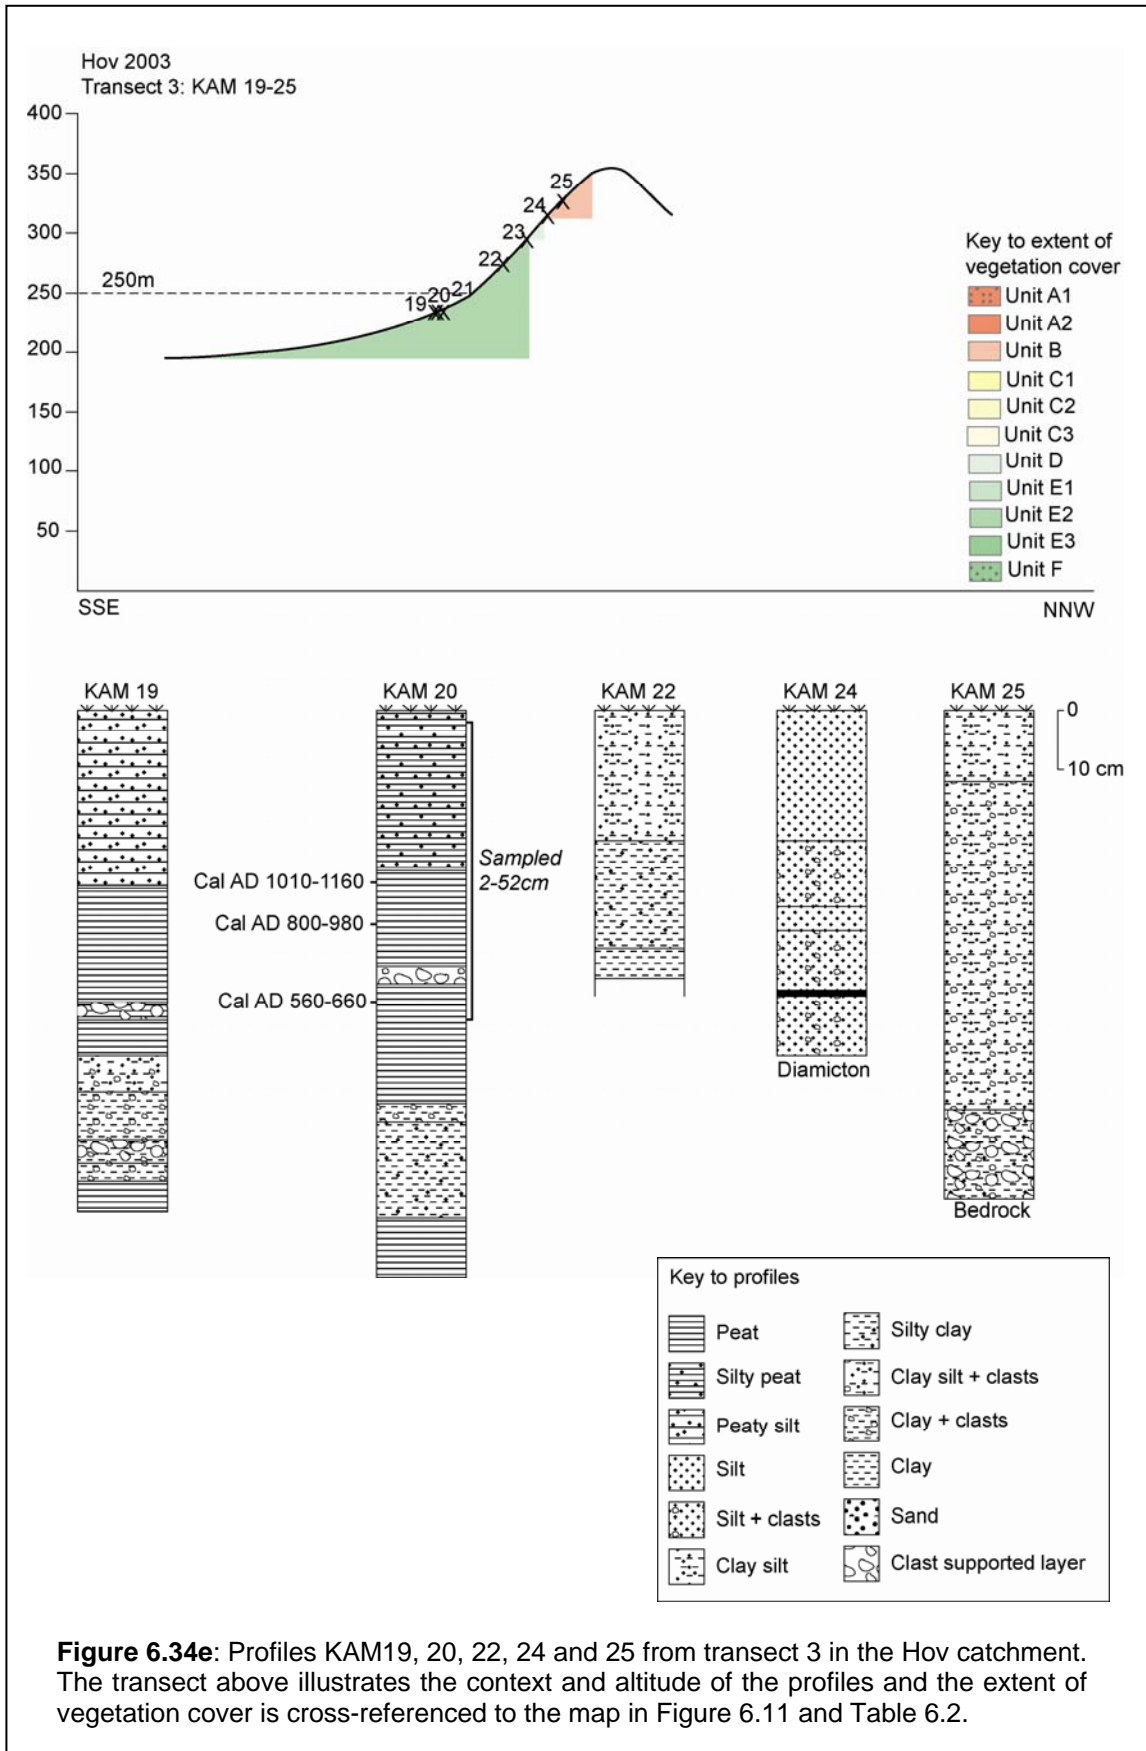 Hov 2003
Transect 3: KAM 19-25
400
350
300
250
200
150
100
50
250m
19
20
21
22
23
24
25
SSE
NNW
Key to extent of
vegetation cover
Unit A1
Unit A2
Unit B
Unit C1
Unit C2
Unit C3
Unit D
Unit E1
Unit E2
Unit E3
Unit F
KAM 19
KAM 20
KAM 22
KAM 24
KAM 25
0
10 cm
Sampled
2-52cm
Cal AD 1010-1160
Cal AD 800-980
Cal AD 560-660
Diamicton
Bedrock
Key to profiles
Peat
Silty peat
Peaty silt
Silt
Silt + clasts
Clay silt
Silty clay
Clay silt + clasts
Clay + clasts
Clay
Sand
Clast supported layer
Figure 6.34e: Profiles KAM19, 20, 22, 24 and 25 from transect 3 in the Hov catchment.
The transect above illustrates the context and altitude of the profiles and the extent of
vegetation cover is cross-referenced to the map in Figure 6.11 and Table 6.2.